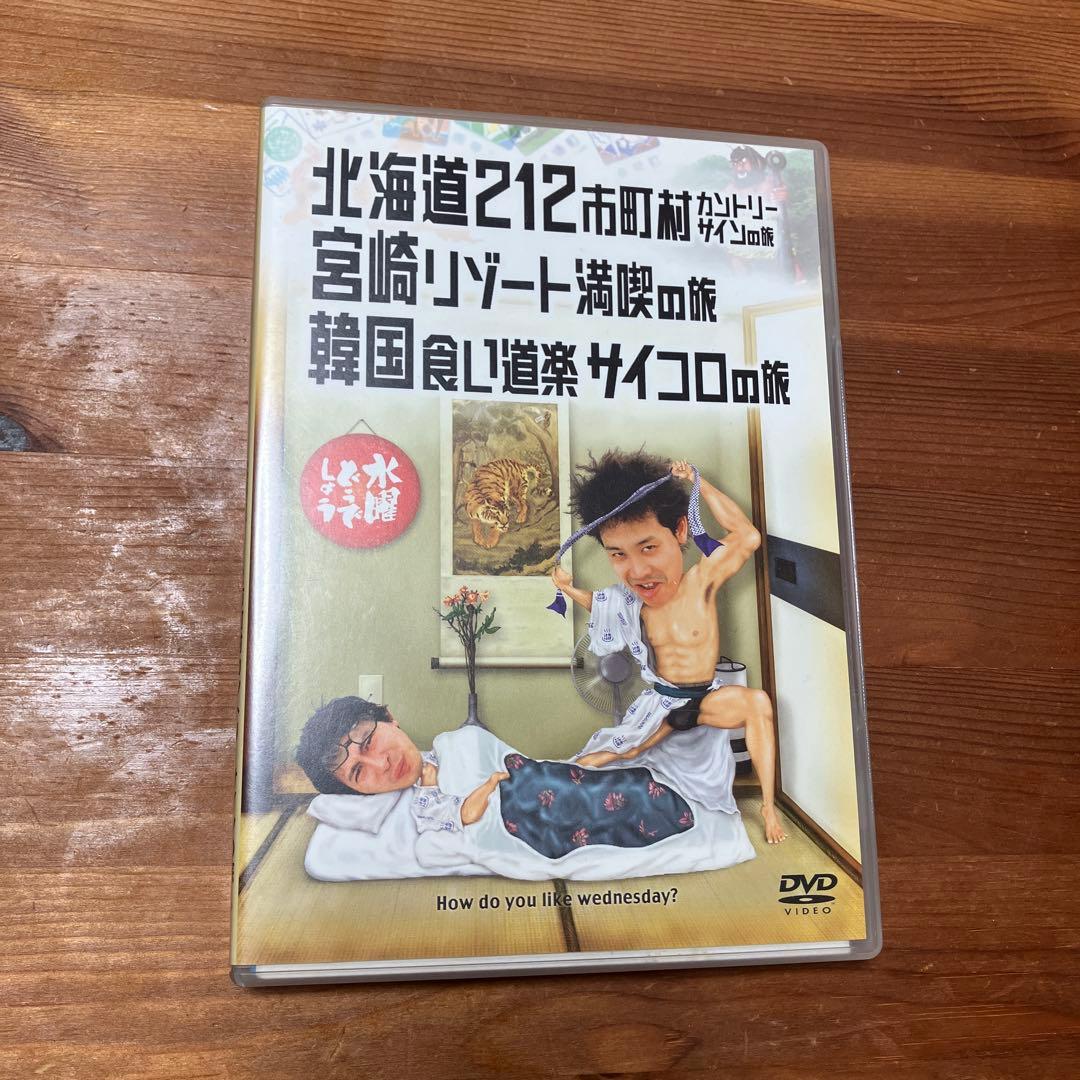 北海道212市町村 カントリーサインの旅
宮崎リゾート満喫の旅
韓国食い道楽サイコロの旅
水曜
どうで
しょう
How do you like wednesday?
DVD
VIDEO